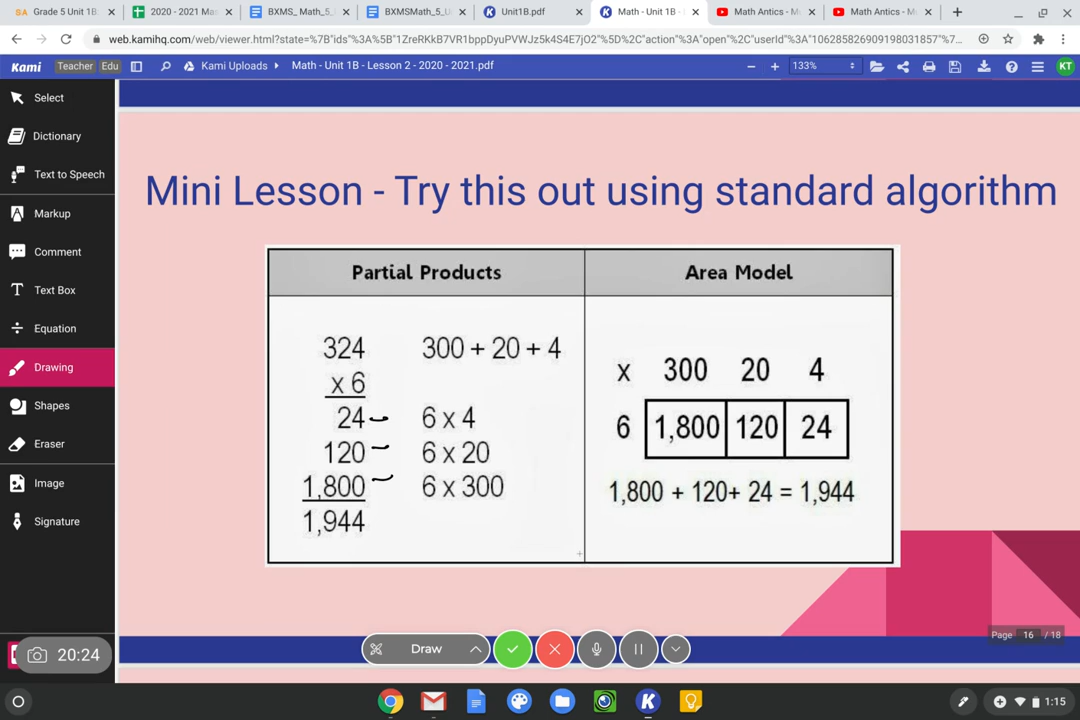 Grade 5 Unit 1B:
2020 - 2021 Mas
BXMS_ Math_5_
BXMSMath_5_U
Unit1B.pdf
Math - Unit 1B -
Math Antics - M
Math Antics - M
web.kamihq.com/web/viewer.html?state=%7B"ids"%3A%5B"1ZreRKkB7VR1bppDyuPVWJz5k4S4E7jO2"%5D%2C"action"%3A"open"%2C"userId"%3A"106285826909198031857"%7...
Kami Teacher Edu Kami Uploads Math - Unit 1B - Lesson 2 - 2020 - 2021.pdf 133% KT
Select
Dictionary
Text to Speech
Markup
Comment
Text Box
Equation
Drawing
Shapes
Eraser
Image
Signature
Mini Lesson - Try this out using standard algorithm
Partial Products
324 300 + 20 + 4
x 6
24 6 x 4
120 6 x 20
1,800 6 x 300
1,944
Area Model
x 300 20 4
6 1,800 120 24
1,800 + 120+ 24 = 1,944
Page 16 / 18
20:24
Draw
1:15